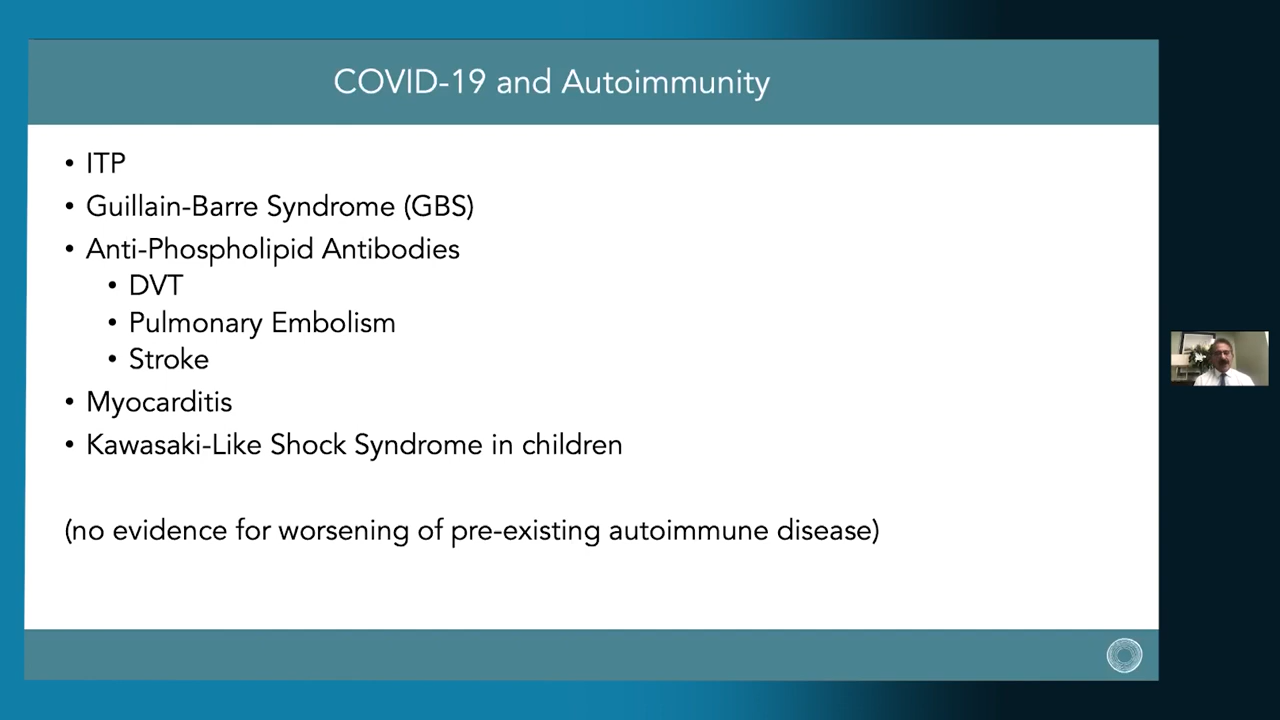 COVID-19 and Autoimmunity
• ITP
• Guillain-Barre Syndrome (GBS)
• Anti-Phospholipid Antibodies
• DVT
• Pulmonary Embolism
• Stroke
• Myocarditis
• Kawasaki-Like Shock Syndrome in children
(no evidence for worsening of pre-existing autoimmune disease)